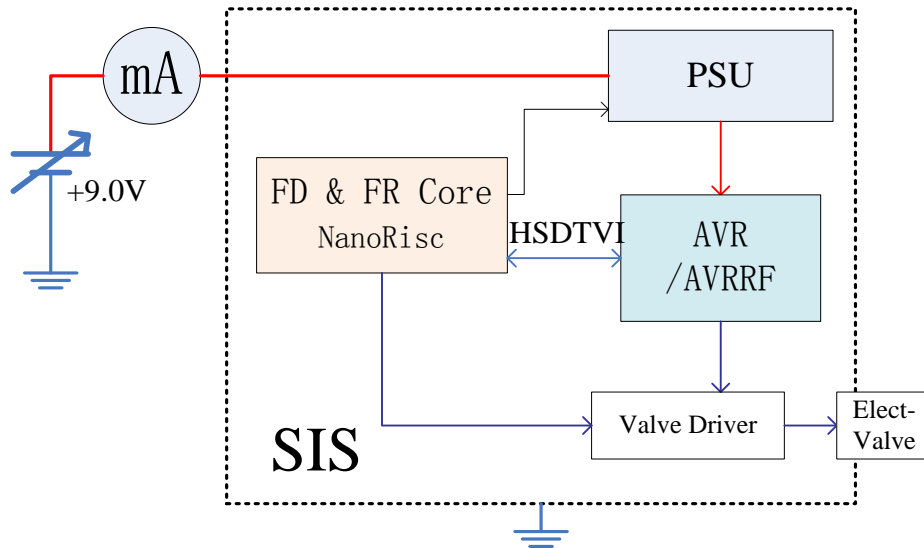 mA
PSU
+9.0V
FD & FR Core
NanoRisc
HSDTVI
AVR
/AVRRF
Valve Driver
Elect-
Valve
SIS